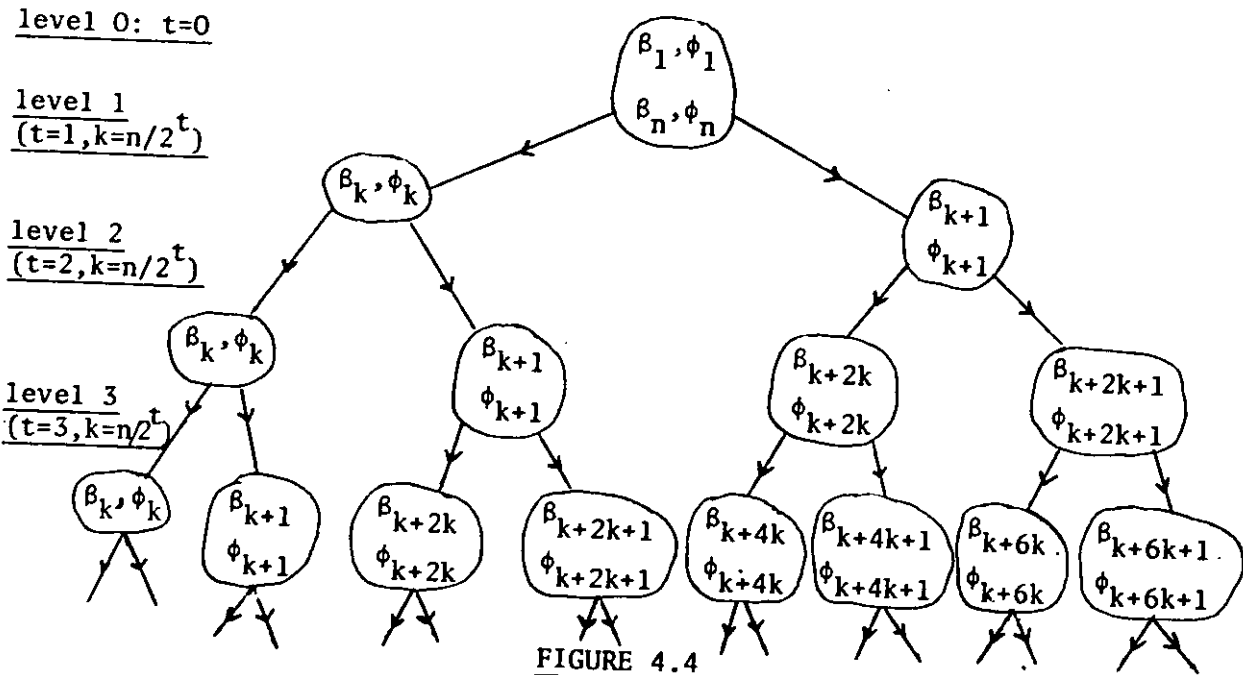 level 0: t=0
β₁,ϕ₁
βₙ,ϕₙ
level 1
(t=1,k=n/2ᵗ)
βₖ,ϕₖ
βₖ₊₁
ϕₖ₊₁
level 2
(t=2,k=n/2ᵗ)
βₖ,ϕₖ
βₖ₊₁
ϕₖ₊₁
βₖ₊₂ₖ
ϕₖ₊₂ₖ
βₖ₊₂ₖ₊₁
ϕₖ₊₂ₖ₊₁
level 3
(t=3,k=n/2ᵗ)
βₖ,ϕₖ
βₖ₊₁
ϕₖ₊₁
βₖ₊₂ₖ
ϕₖ₊₂ₖ
βₖ₊₂ₖ₊₁
ϕₖ₊₂ₖ₊₁
βₖ₊₄ₖ
ϕₖ₊₄ₖ
βₖ₊₄ₖ₊₁
ϕₖ₊₄ₖ₊₁
βₖ₊₆ₖ
ϕₖ₊₆ₖ
βₖ₊₆ₖ₊₁
ϕₖ₊₆ₖ₊₁
FIGURE 4.4